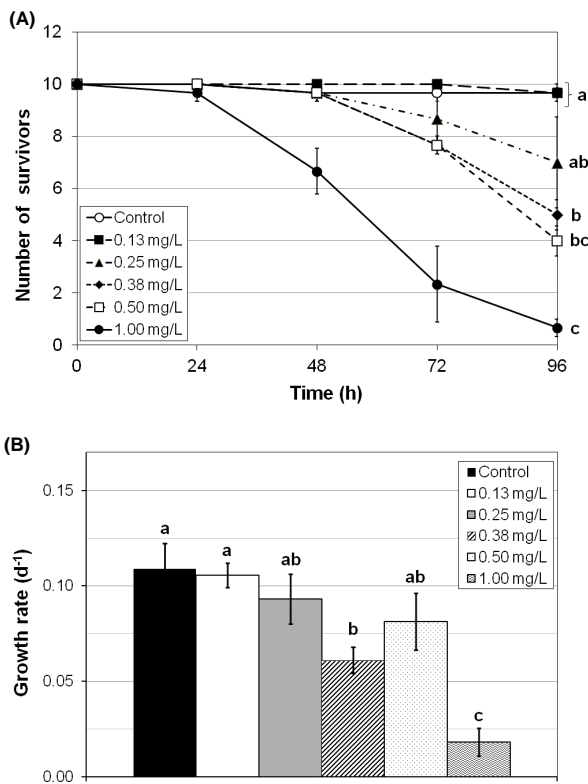 (A)
12
10
8
6
4
2
0
Number of survivors
Control
0.13 mg/L
0.25 mg/L
0.38 mg/L
0.50 mg/L
1.00 mg/L
a
ab
b
bc
c
0 24 48 72 96
Time (h)
(B)
0.15
0.10
0.05
0.00
Growth rate (d-1)
a a ab b ab c
Control
0.13 mg/L
0.25 mg/L
0.38 mg/L
0.50 mg/L
1.00 mg/L